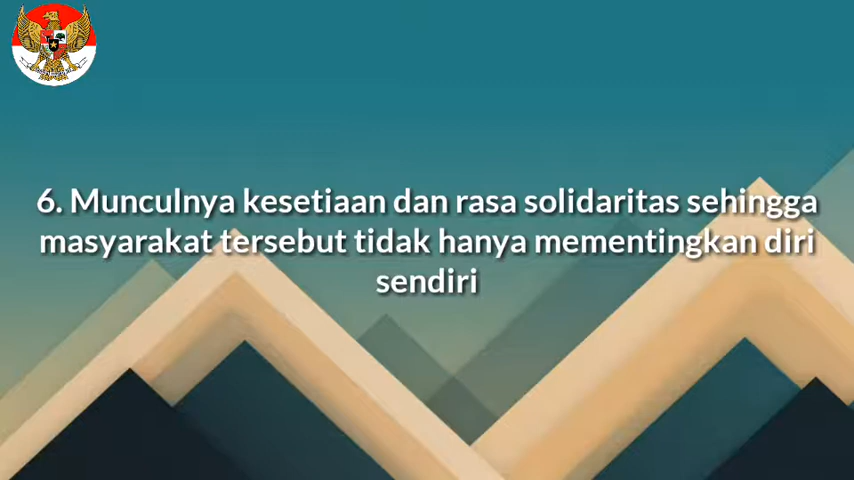 6. Munculnya kesetiaan dan rasa solidaritas sehingga
masyarakat tersebut tidak hanya mementingkan diri
sendiri